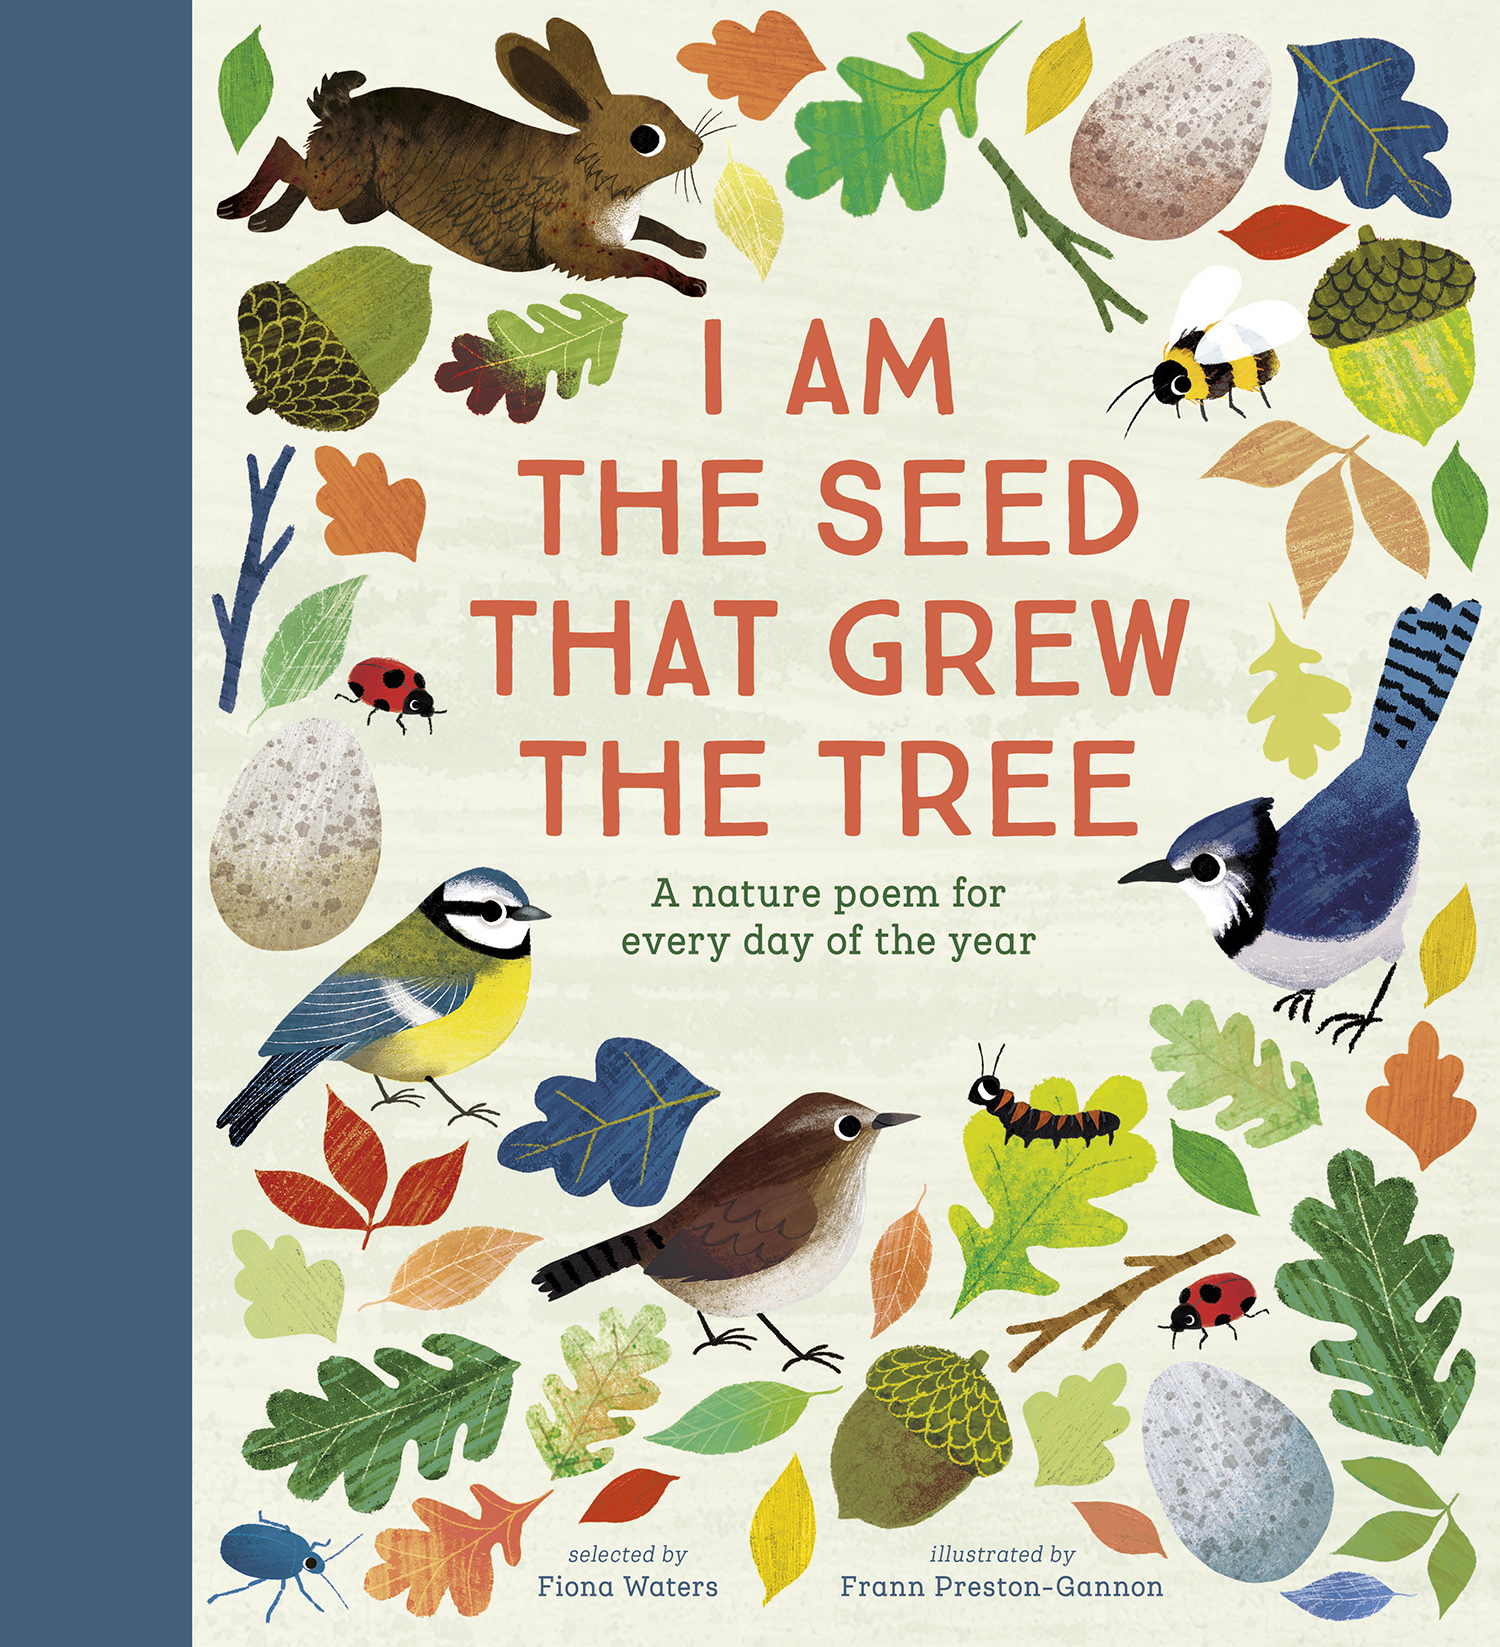 I AM
THE SEED
THAT GREW
THE TREE
A nature poem for
every day of the year
selected by
Fiona Waters
illustrated by
Frann Preston-Gannon